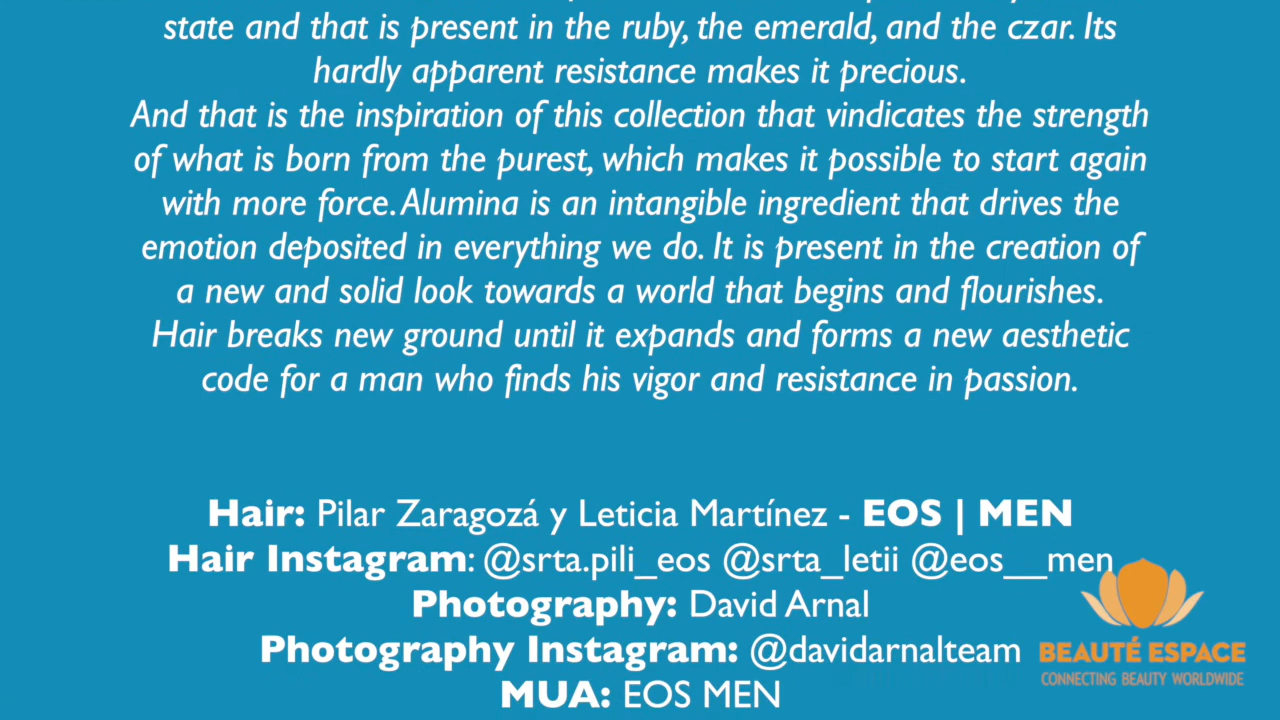 state and that is present in the ruby, the emerald, and the czar. Its
hardly apparent resistance makes it precious.
And that is the inspiration of this collection that vindicates the strength
of what is born from the purest, which makes it possible to start again
with more force. Alumina is an intangible ingredient that drives the
emotion deposited in everything we do. It is present in the creation of
a new and solid look towards a world that begins and flourishes.
Hair breaks new ground until it expands and forms a new aesthetic
code for a man who finds his vigor and resistance in passion.
Hair: Pilar Zaragozá y Leticia Martínez - EOS | MEN
Hair Instagram: @srta.pili_eos @srta_letii @eos__men
Photography: David Arnal
Photography Instagram: @davidarnalteam
MUA: EOS MEN
BEAUTÉ ESPACE
CONNECTING BEAUTY WORLDWIDE